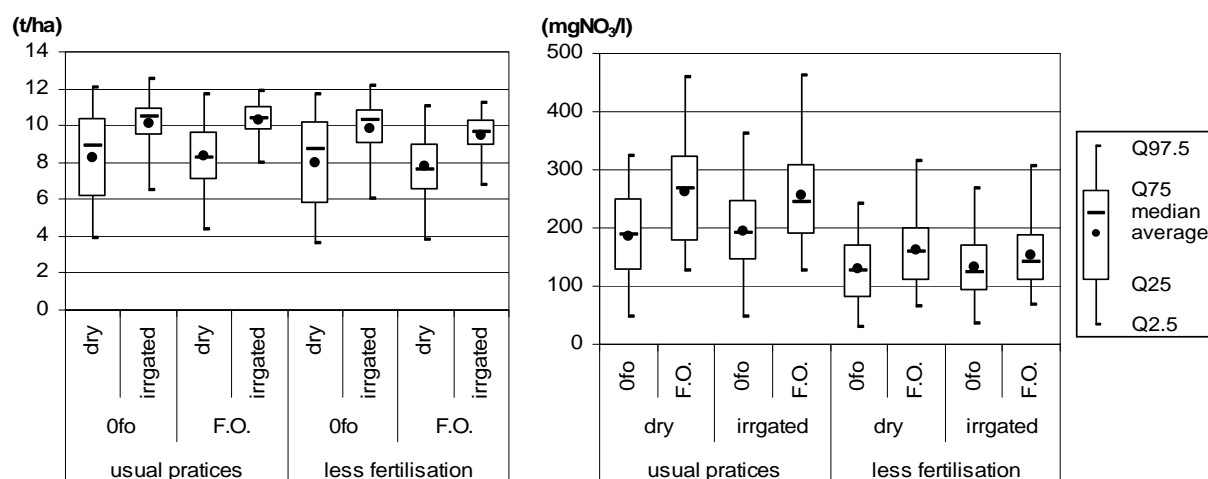 (t/ha)
14
12
10
8
6
4
2
0
dry
irrgated
dry
irrgated
dry
irrgated
dry
irrgated
0fo
F.O.
0fo
F.O.
usual pratices
less fertilisation
(mgNO₃/l)
500
400
300
200
100
0
0fo
F.O.
0fo
F.O.
0fo
F.O.
0fo
F.O.
dry
irrgated
dry
irrgated
usual pratices
less fertilisation
Q97.5
Q75
median
average
Q25
Q2.5